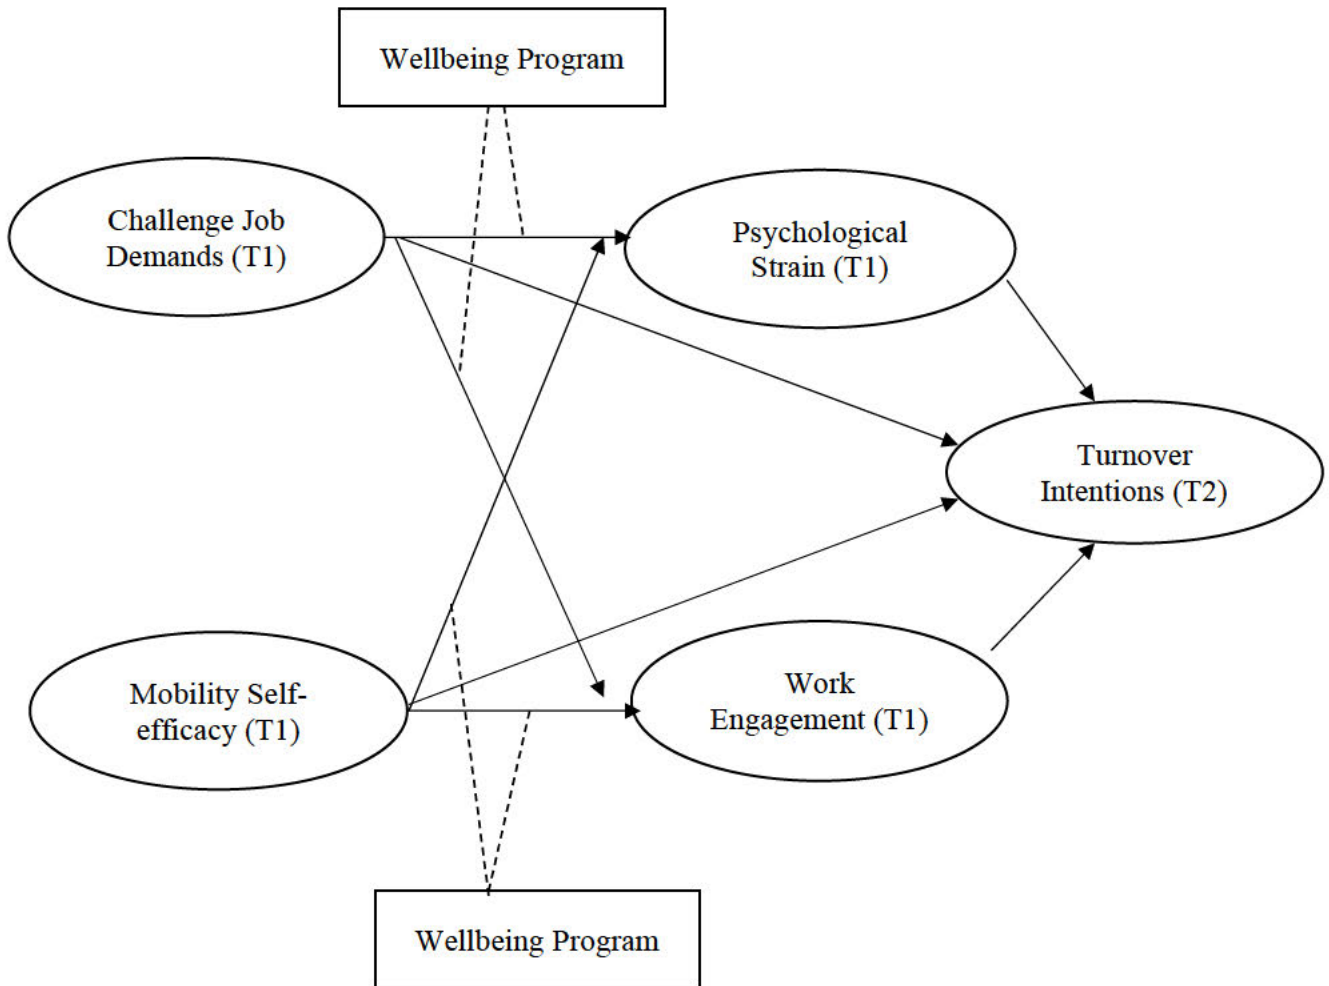 Wellbeing Program
Challenge Job
Demands (T1)
Psychological
Strain (T1)
Turnover
Intentions (T2)
Mobility Self-
efficacy (T1)
Work
Engagement (T1)
Wellbeing Program